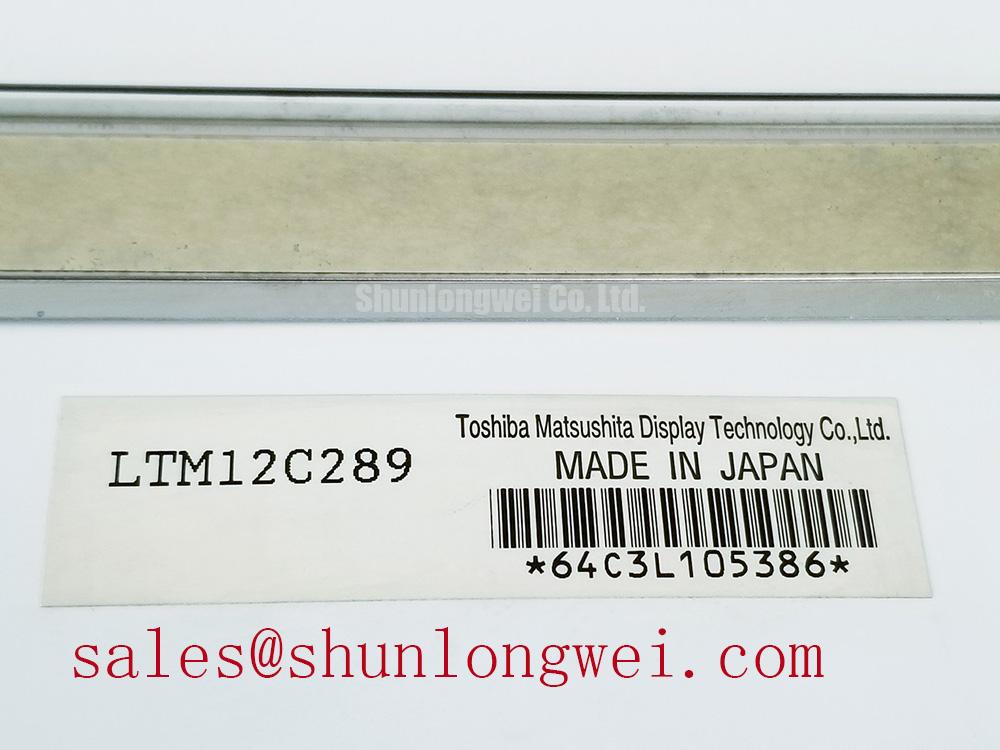 Shunlongwei Co. Ltd.
Toshiba Matsushita Display Technology Co.,Ltd.
LTM12C289
MADE IN JAPAN
*64C3L105386*
sales@shunlongwei.com